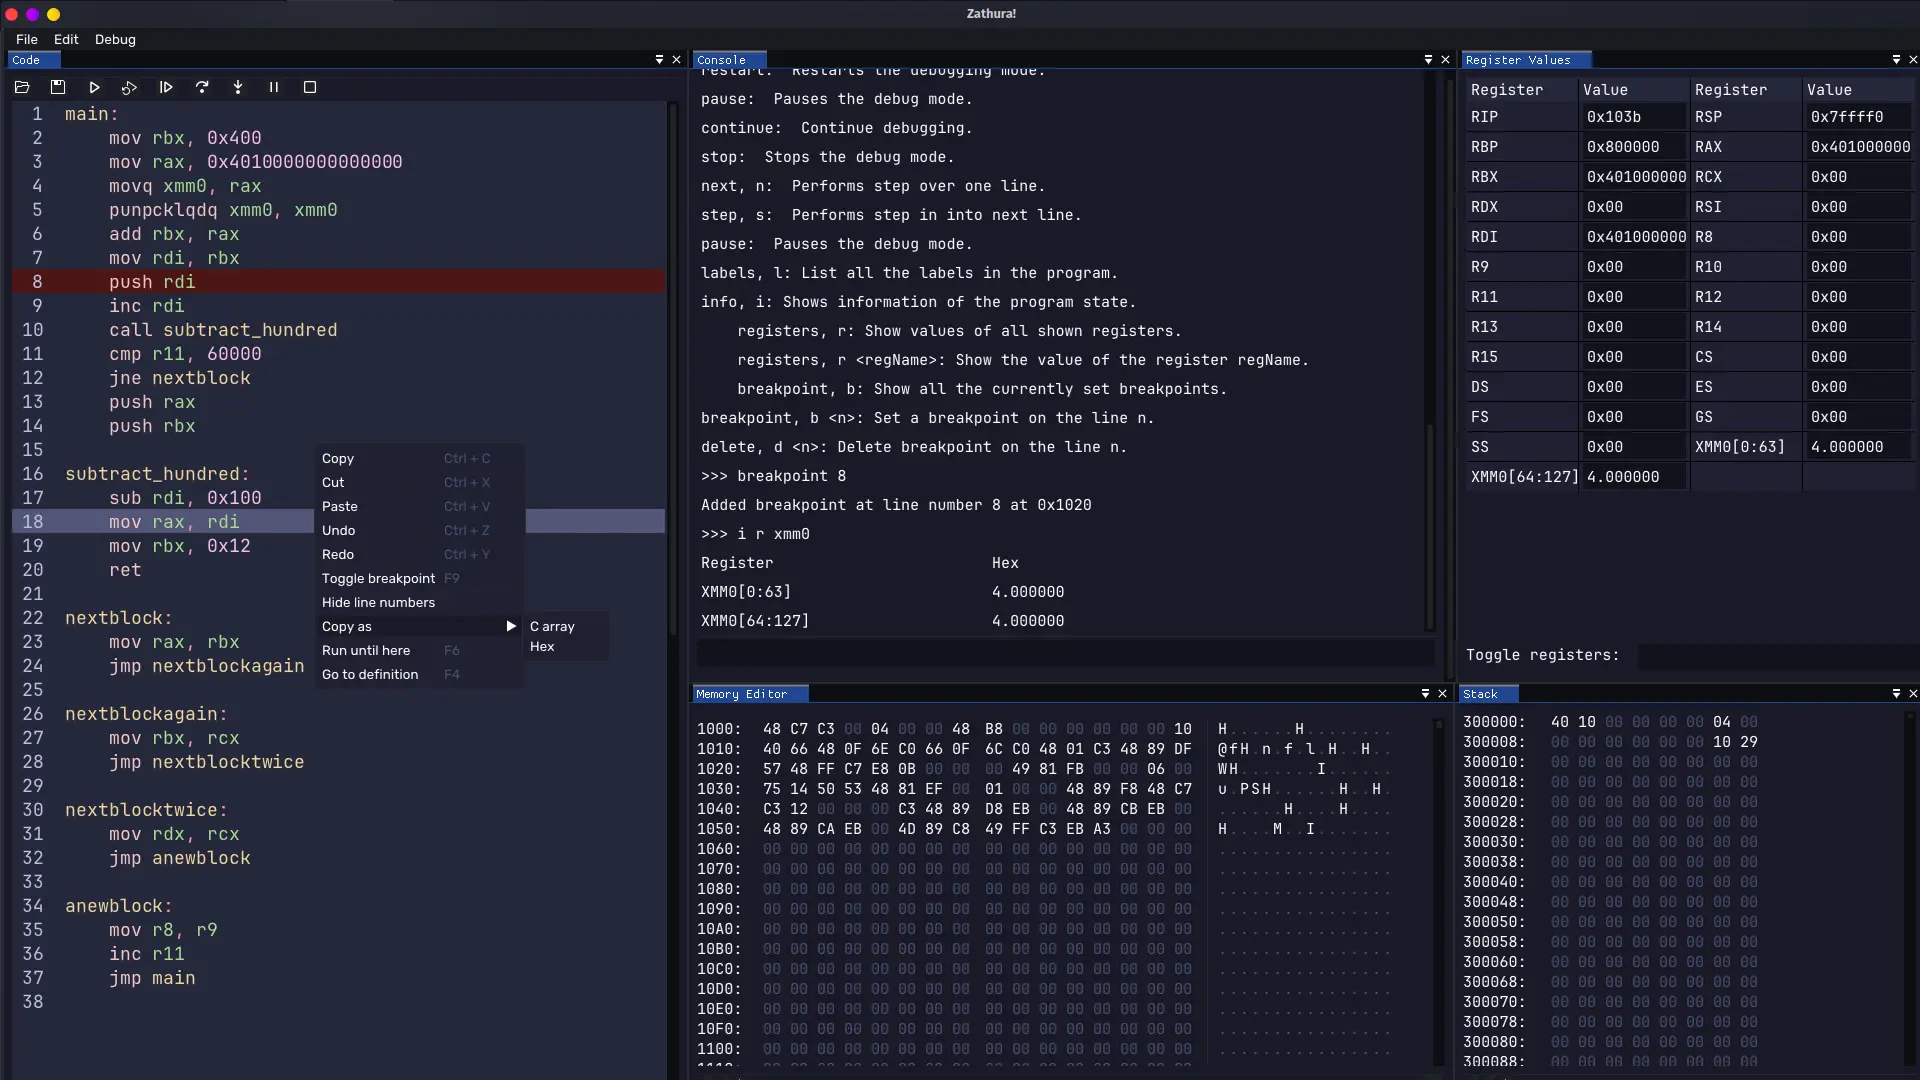 Zathura!
File Edit Debug
Code
1 main:
2 mov rbx, 0x400
3 mov rax, 0x4010000000000000
4 movq xmm0, rax
5 punpcklqdq xmm0, xmm0
6 add rbx, rax
7 mov rdi, rbx
8 push rdi
9 inc rdi
10 call subtract_hundred
11 cmp r11, 60000
12 jne nextblock
13 push rax
14 push rbx
15
16 subtract_hundred:
17 sub rdi, 0x100
18 mov rax, rdi
19 mov rbx, 0x12
20 ret
21
22 nextblock:
23 mov rax, rbx
24 jmp nextblockagain
25
26 nextblockagain:
27 mov rbx, rcx
28 jmp nextblocktwice
29
30 nextblocktwice:
31 mov rdx, rcx
32 jmp anewblock
33
34 anewblock:
35 mov r8, r9
36 inc r11
37 jmp main
38
Copy Ctrl + C
Cut Ctrl + X
Paste Ctrl + V
Undo Ctrl + Z
Redo Ctrl + Y
Toggle breakpoint F9
Hide line numbers
Copy as
Run until here F6
Go to definition F4
C array
Hex
Console
restart: Restarts the debugging mode.
pause: Pauses the debug mode.
continue: Continue debugging.
stop: Stops the debug mode.
next, n: Performs step over one line.
step, s: Performs step in into next line.
pause: Pauses the debug mode.
labels, l: List all the labels in the program.
info, i: Shows information of the program state.
registers, r: Show values of all shown registers.
registers, r <regName>: Show the value of the register regName.
breakpoint, b: Show all the currently set breakpoints.
breakpoint, b <n>: Set a breakpoint on the line n.
delete, d <n>: Delete breakpoint on the line n.
>>> breakpoint 8
Added breakpoint at line number 8 at 0x1020
>>> i r xmm0
Register Hex
XMM0[0:63] 4.000000
XMM0[64:127] 4.000000
Register Values
Register Value Register Value
RIP 0x103b RSP 0x7ffff0
RBP 0x800000 RAX 0x401000000
RBX 0x401000000 RCX 0x00
RDX 0x00 RSI 0x00
RDI 0x401000000 R8 0x00
R9 0x00 R10 0x00
R11 0x00 R12 0x00
R13 0x00 R14 0x00
R15 0x00 CS 0x00
DS 0x00 ES 0x00
FS 0x00 GS 0x00
SS 0x00 XMM0[0:63] 4.000000
XMM0[64:127] 4.000000
Toggle registers:
Memory Editor
1000: 48 C7 C3 00 04 00 00 48 B8 00 00 00 00 00 00 10 H......H........
1010: 40 66 48 0F 6E C0 66 0F 6C C0 48 01 C3 48 89 DF @fH.n.f.l.H..H..
1020: 57 48 FF C7 E8 0B 00 00 00 49 81 FB 00 00 06 00 WH.......I......
1030: 75 14 50 53 48 81 EF 00 01 00 00 48 89 F8 48 C7 u.PSH......H..H.
1040: C3 12 00 00 00 C3 48 89 D8 EB 00 48 89 CB EB 00 ......H....H....
1050: 48 89 CA EB 00 4D 89 C8 49 FF C3 EB A3 00 00 00 H....M..I.......
1060: 00 00 00 00 00 00 00 00 00 00 00 00 00 00 00 00 ................
1070: 00 00 00 00 00 00 00 00 00 00 00 00 00 00 00 00 ................
1080: 00 00 00 00 00 00 00 00 00 00 00 00 00 00 00 00 ................
1090: 00 00 00 00 00 00 00 00 00 00 00 00 00 00 00 00 ................
10A0: 00 00 00 00 00 00 00 00 00 00 00 00 00 00 00 00 ................
10B0: 00 00 00 00 00 00 00 00 00 00 00 00 00 00 00 00 ................
10C0: 00 00 00 00 00 00 00 00 00 00 00 00 00 00 00 00 ................
10D0: 00 00 00 00 00 00 00 00 00 00 00 00 00 00 00 00 ................
10E0: 00 00 00 00 00 00 00 00 00 00 00 00 00 00 00 00 ................
10F0: 00 00 00 00 00 00 00 00 00 00 00 00 00 00 00 00 ................
1100: 00 00 00 00 00 00 00 00 00 00 00 00 00 00 00 00 ................
Stack
300000: 40 10 00 00 00 00 04 00
300008: 00 00 00 00 00 00 10 29
300010: 00 00 00 00 00 00 00 00
300018: 00 00 00 00 00 00 00 00
300020: 00 00 00 00 00 00 00 00
300028: 00 00 00 00 00 00 00 00
300030: 00 00 00 00 00 00 00 00
300038: 00 00 00 00 00 00 00 00
300040: 00 00 00 00 00 00 00 00
300048: 00 00 00 00 00 00 00 00
300050: 00 00 00 00 00 00 00 00
300058: 00 00 00 00 00 00 00 00
300060: 00 00 00 00 00 00 00 00
300068: 00 00 00 00 00 00 00 00
300070: 00 00 00 00 00 00 00 00
300078: 00 00 00 00 00 00 00 00
300080: 00 00 00 00 00 00 00 00
300088: 00 00 00 00 00 00 00 00